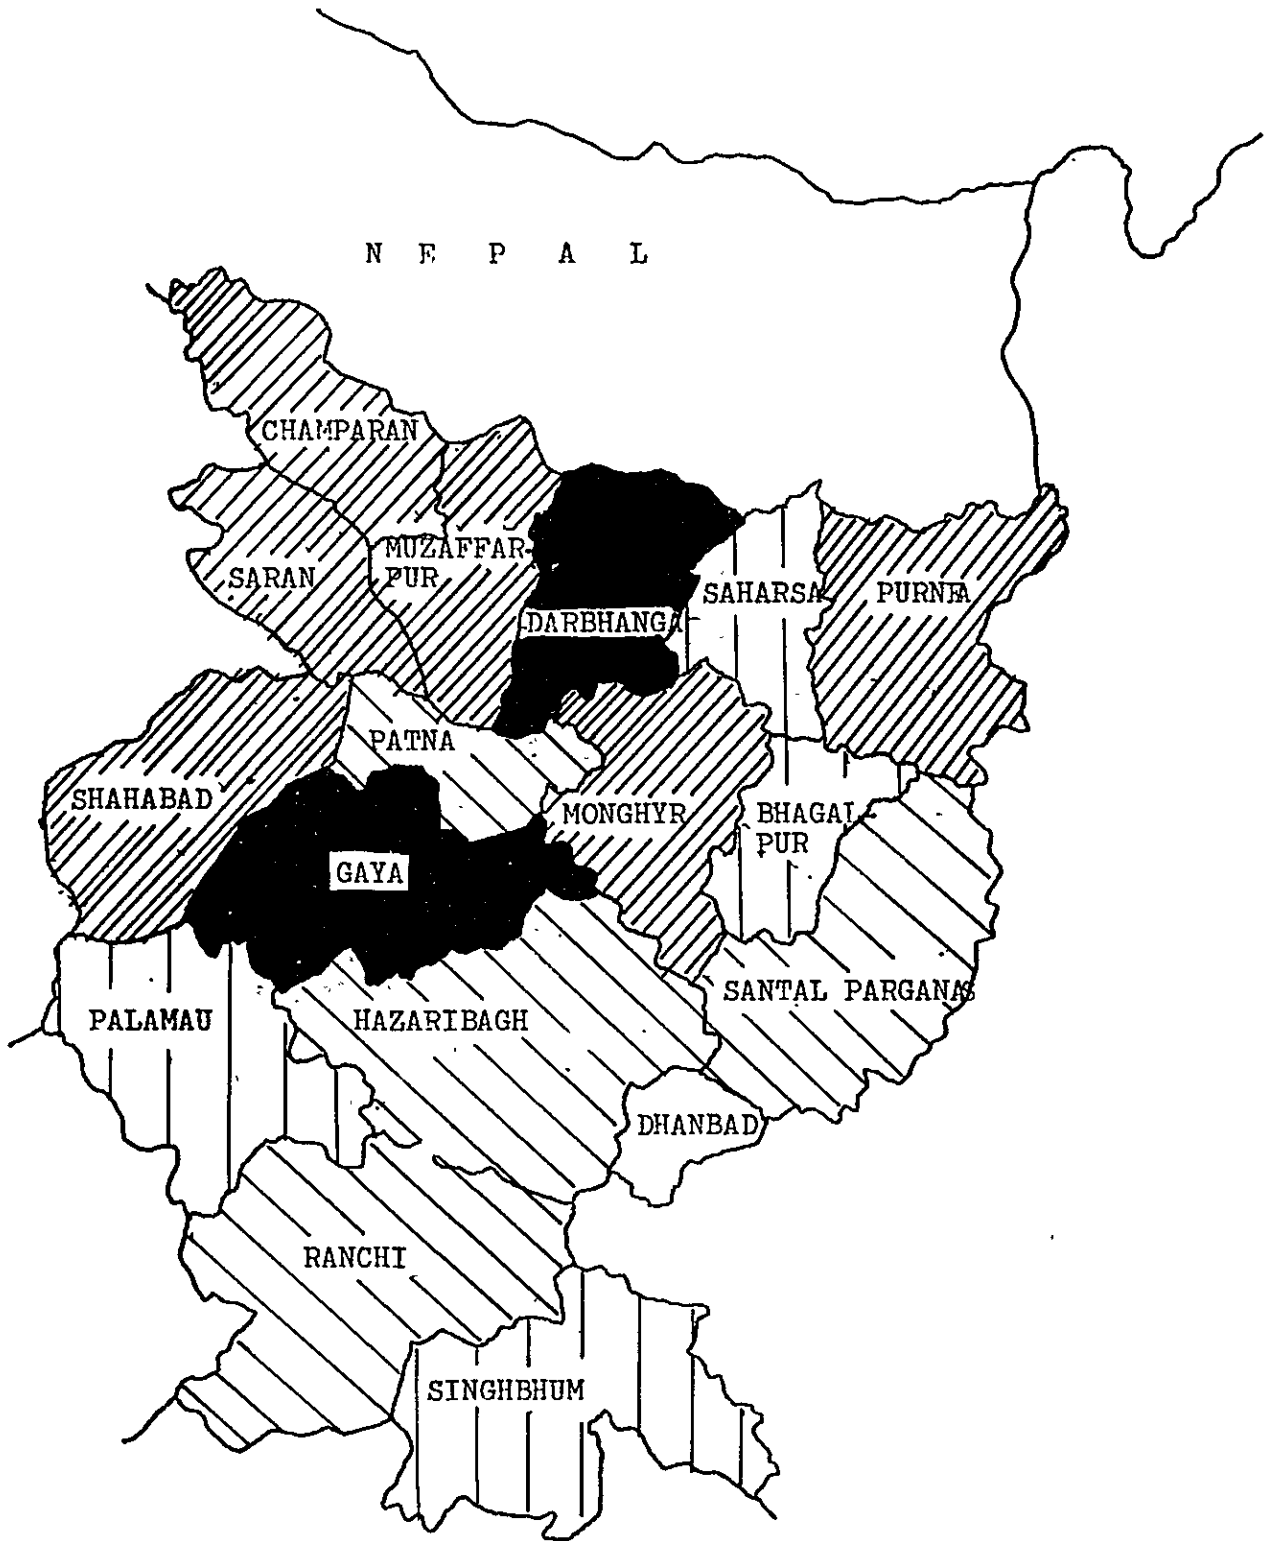 N E P A L
CHAMPARAN
MUZAFFAR-
PUR
SARAN
SAHARSA
PURNEA
DARBHANGA
PATNA
SHAHABAD
MONGHYR
BHAGAL-
PUR
GAYA
SANTAL PARGANAS
PALAMAU
HAZARIBAGH
DHANBAD
RANCHI
SINGHBHUM